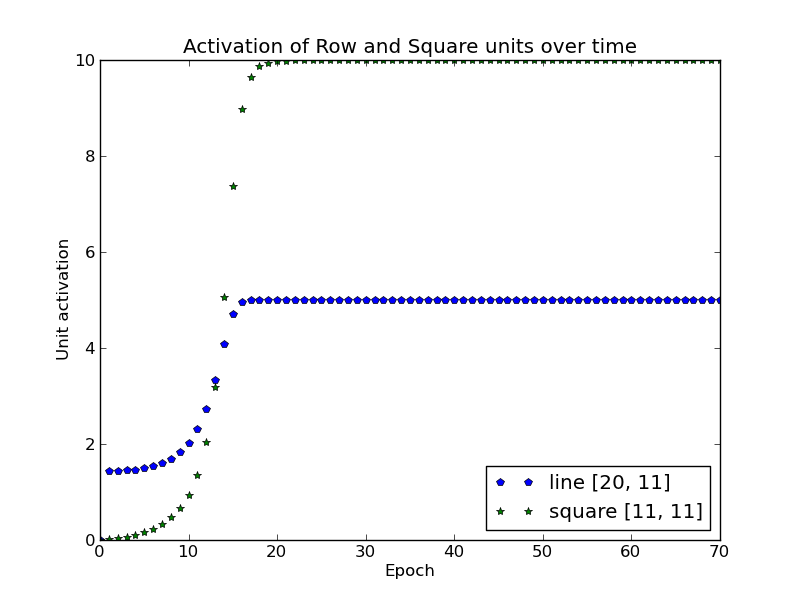 Activation of Row and Square units over time
10
8
6
4
2
0
Unit activation
line [20, 11]
square [11, 11]
0 10 20 30 40 50 60 70
Epoch